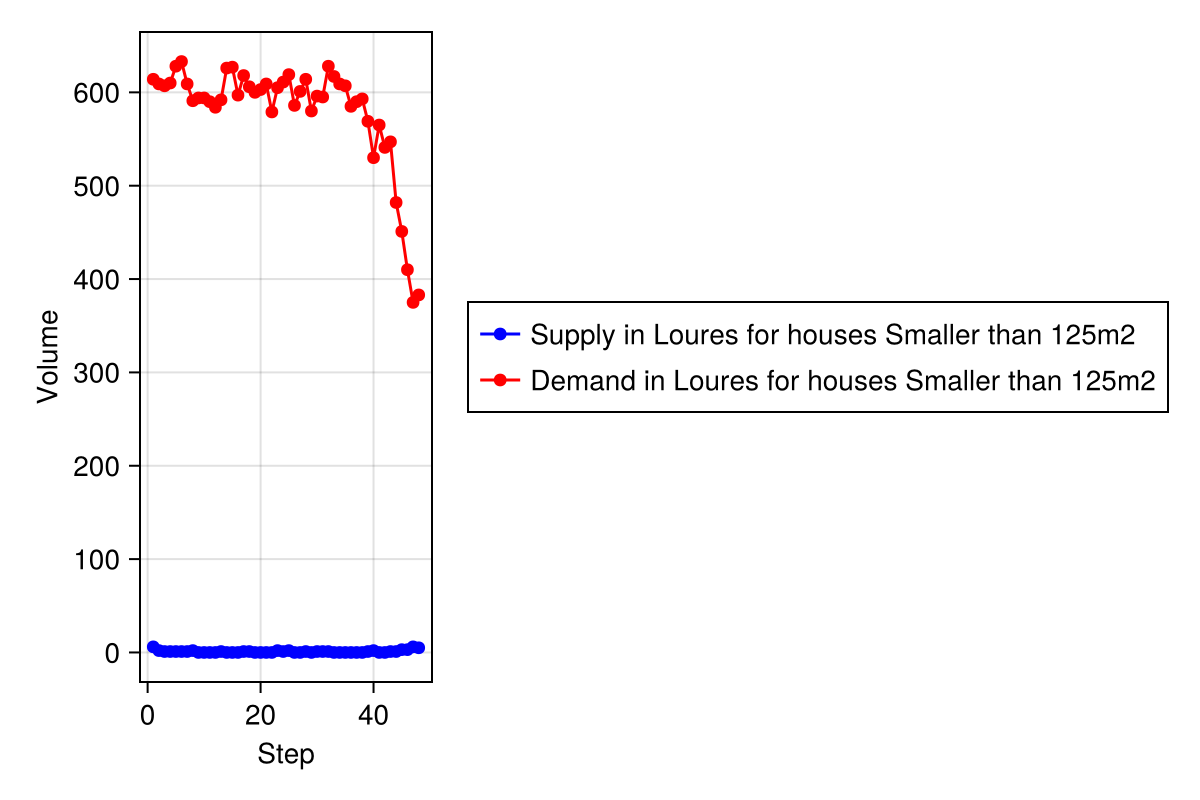 Volume
600
500
400
300
200
100
0
0 20 40
Step
Supply in Loures for houses Smaller than 125m2
Demand in Loures for houses Smaller than 125m2